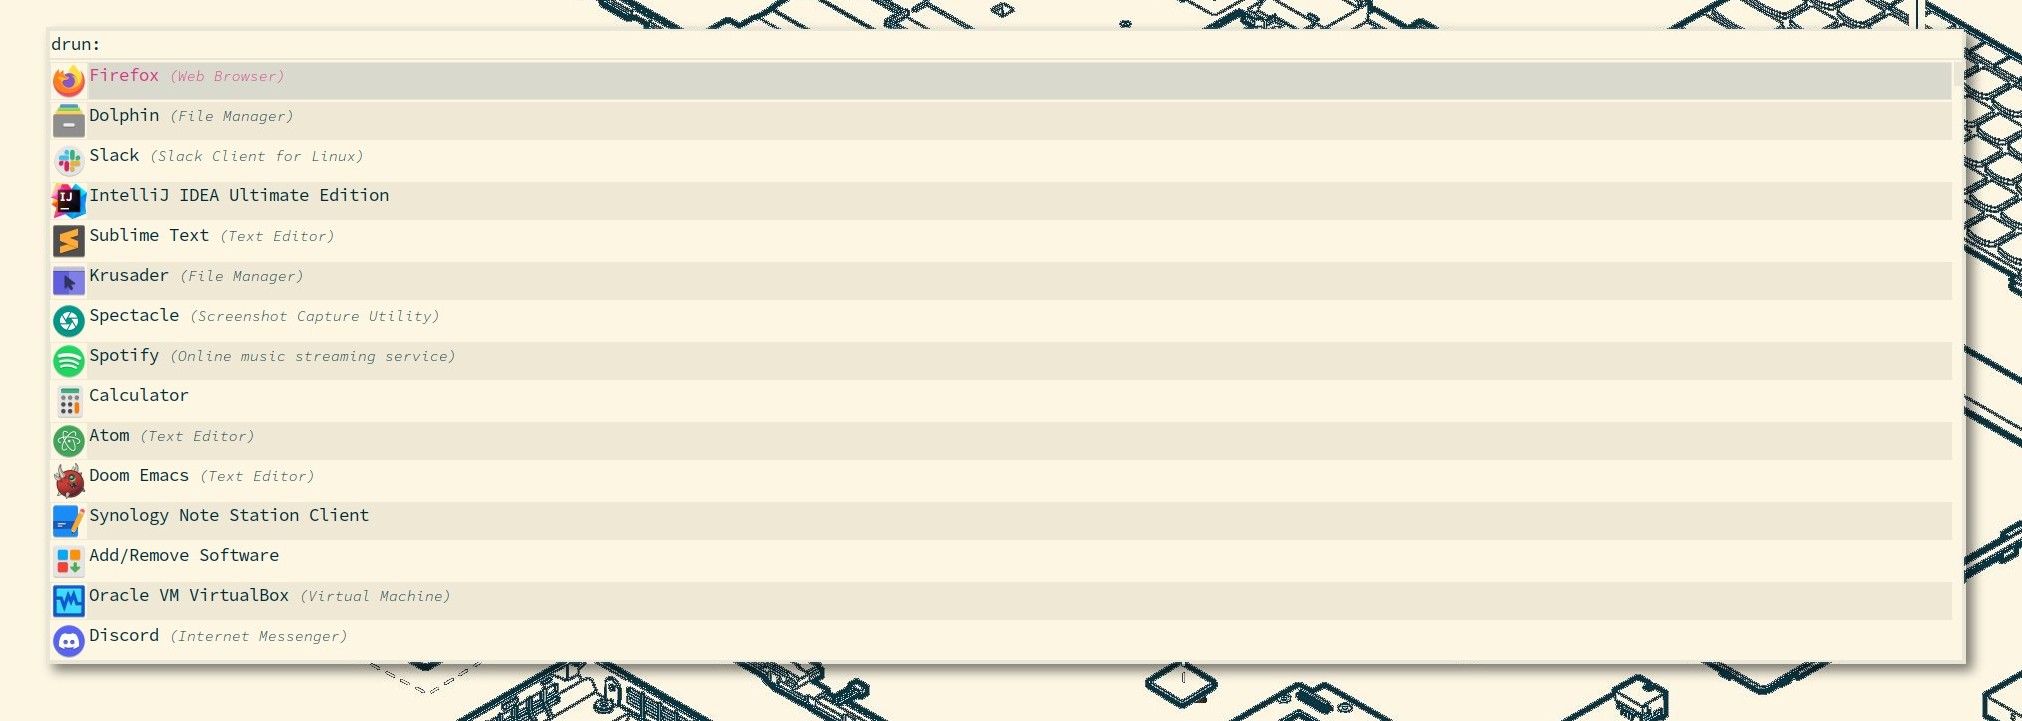 drun:
Firefox (Web Browser)
Dolphin (File Manager)
Slack (Slack Client for Linux)
IntelliJ IDEA Ultimate Edition
Sublime Text (Text Editor)
Krusader (File Manager)
Spectacle (Screenshot Capture Utility)
Spotify (Online music streaming service)
Calculator
Atom (Text Editor)
Doom Emacs (Text Editor)
Synology Note Station Client
Add/Remove Software
Oracle VM VirtualBox (Virtual Machine)
Discord (Internet Messenger)